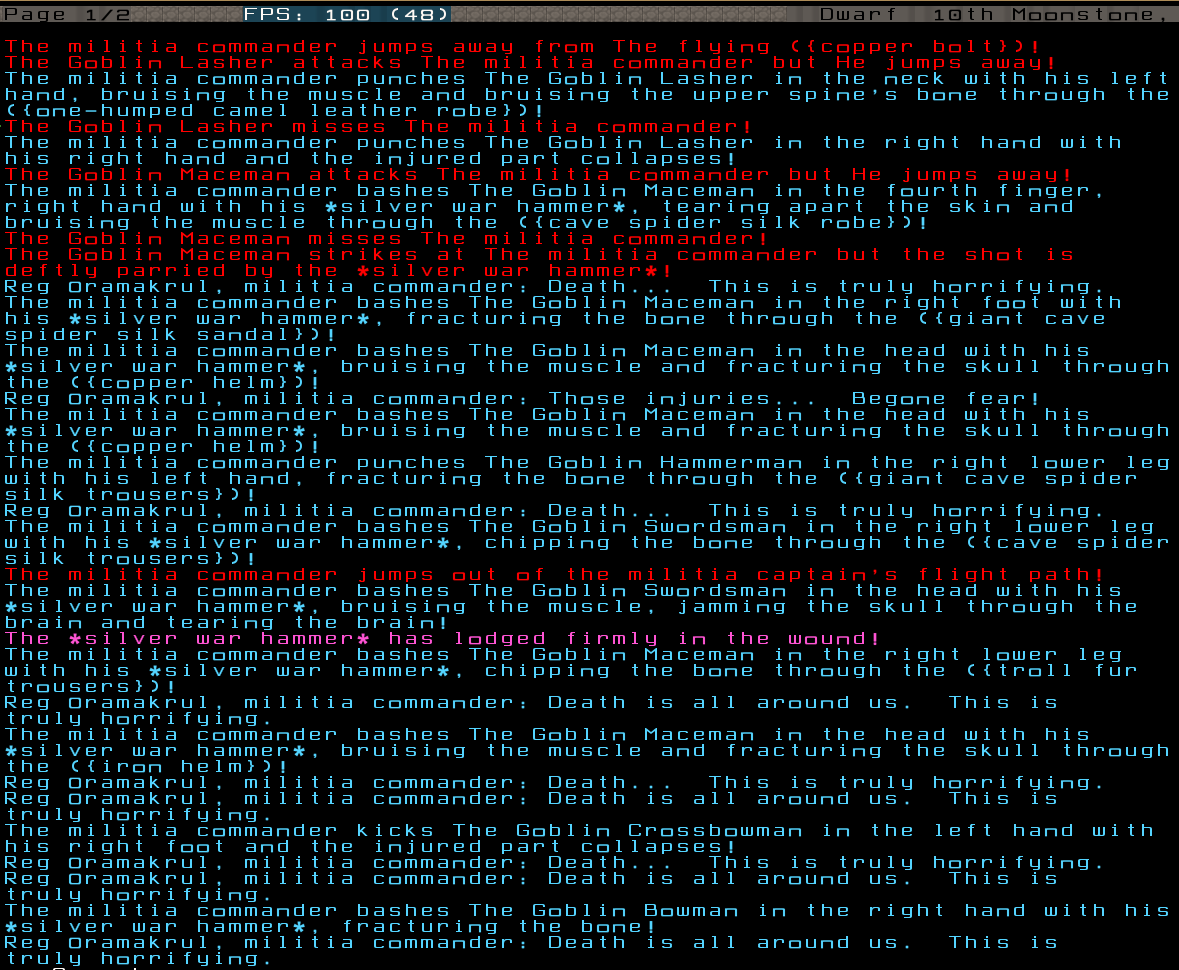 Page 1/2 FPS: 100 (48) Dwarf 10th Moonstone,
The militia commander jumps away from The flying ({copper bolt})!
The Goblin Lasher attacks The militia commander but He jumps away!
The militia commander punches The Goblin Lasher in the neck with his left
hand, bruising the muscle and bruising the upper spine's bone through the
({one-humped camel leather robe})!
The Goblin Lasher misses The militia commander!
The militia commander punches The Goblin Lasher in the right hand with
his right hand and the injured part collapses!
The Goblin Maceman attacks The militia commander but He jumps away!
The militia commander bashes The Goblin Maceman in the fourth finger,
right hand with his *silver war hammer*, tearing apart the skin and
bruising the muscle through the ({cave spider silk robe})!
The Goblin Maceman misses The militia commander!
The Goblin Maceman strikes at The militia commander but the shot is
deftly parried by the *silver war hammer*!
Reg Oramakrul, militia commander: Death...  This is truly horrifying.
The militia commander bashes The Goblin Maceman in the right foot with
his *silver war hammer*, fracturing the bone through the ({giant cave
spider silk sandal})!
The militia commander bashes The Goblin Maceman in the head with his
*silver war hammer*, bruising the muscle and fracturing the skull through
the ({copper helm})!
Reg Oramakrul, militia commander: Those injuries...  Begone fear!
The militia commander bashes The Goblin Maceman in the head with his
*silver war hammer*, bruising the muscle and fracturing the skull through
the ({copper helm})!
The militia commander punches The Goblin Hammerman in the right lower leg
with his left hand, fracturing the bone through the ({giant cave spider
silk trousers})!
Reg Oramakrul, militia commander: Death...  This is truly horrifying.
The militia commander bashes The Goblin Swordsman in the right lower leg
with his *silver war hammer*, chipping the bone through the ({cave spider
silk trousers})!
The militia commander jumps out of the militia captain's flight path!
The militia commander bashes The Goblin Swordsman in the head with his
*silver war hammer*, bruising the muscle, jamming the skull through the
brain and tearing the brain!
The *silver war hammer* has lodged firmly in the wound!
The militia commander bashes The Goblin Maceman in the right lower leg
with his *silver war hammer*, chipping the bone through the ({troll fur
trousers})!
Reg Oramakrul, militia commander: Death is all around us.  This is
truly horrifying.
The militia commander bashes The Goblin Maceman in the head with his
*silver war hammer*, bruising the muscle and fracturing the skull through
the ({iron helm})!
Reg Oramakrul, militia commander: Death...  This is truly horrifying.
Reg Oramakrul, militia commander: Death is all around us.  This is
truly horrifying.
The militia commander kicks The Goblin Crossbowman in the left hand with
his right foot and the injured part collapses!
Reg Oramakrul, militia commander: Death...  This is truly horrifying.
Reg Oramakrul, militia commander: Death is all around us.  This is
truly horrifying.
The militia commander bashes The Goblin Bowman in the right hand with his
*silver war hammer*, fracturing the bone!
Reg Oramakrul, militia commander: Death is all around us.  This is
truly horrifying.